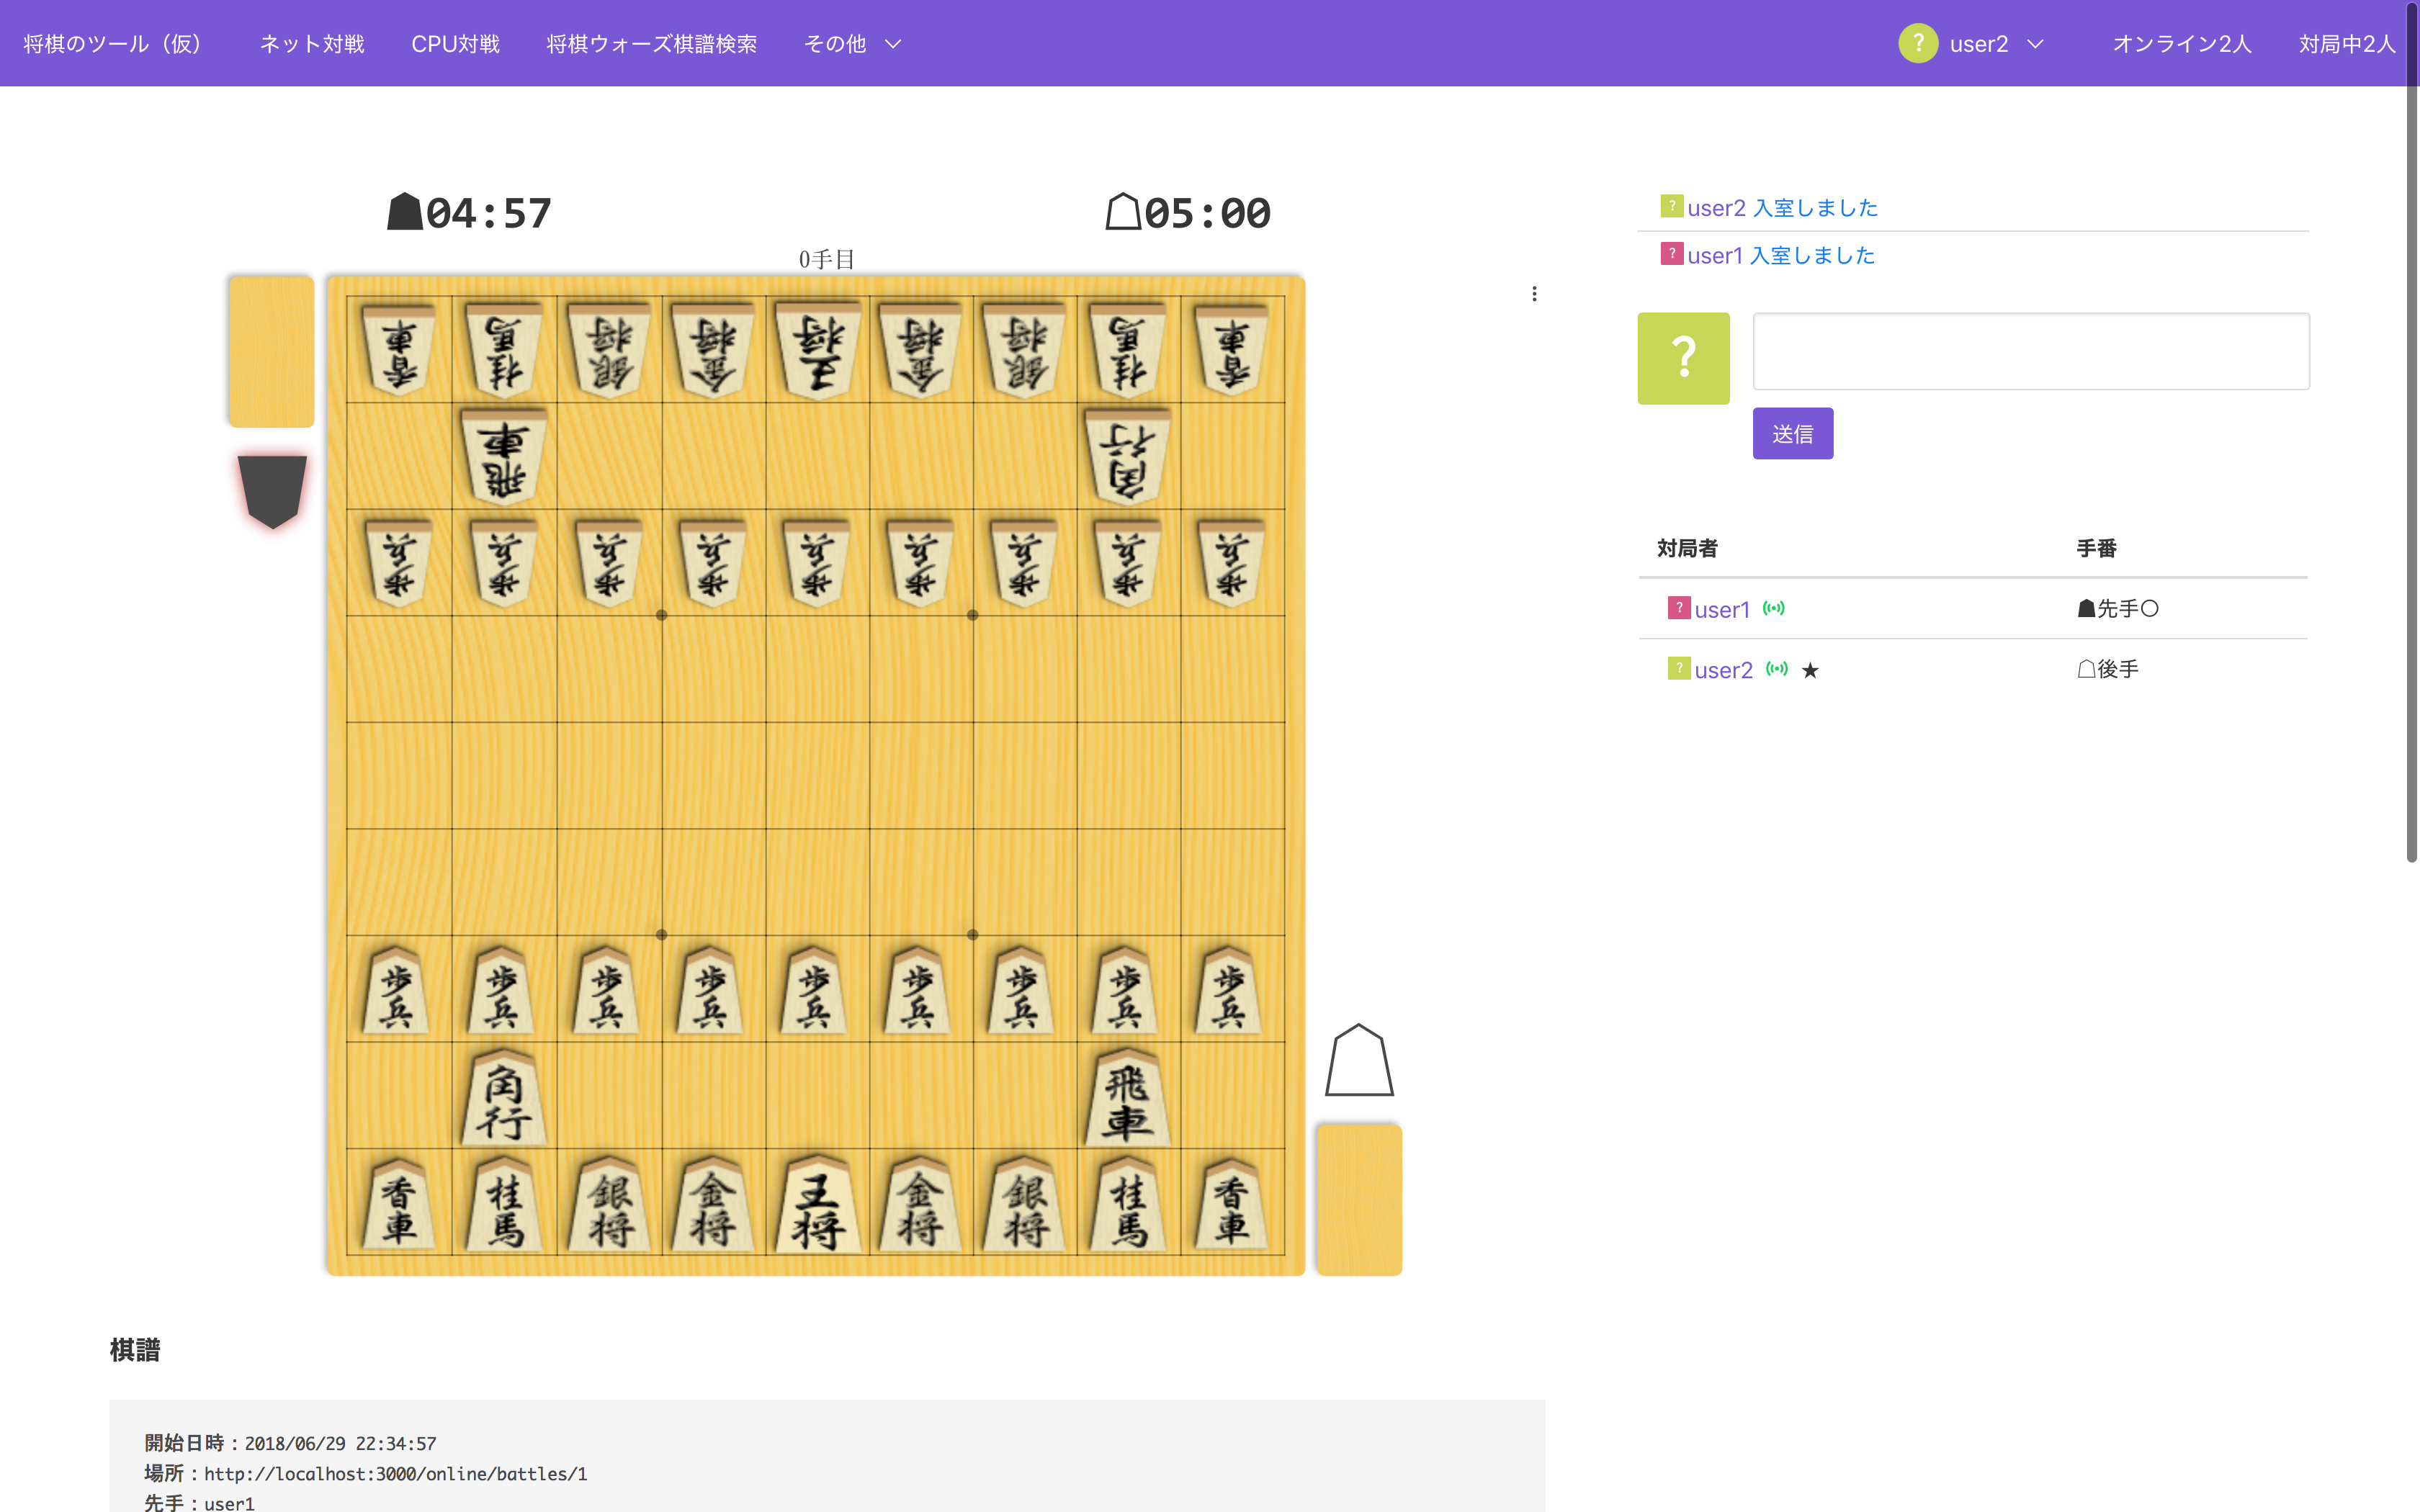 将棋のツール（仮） ネット対戦 CPU対戦 将棋ウォーズ棋譜検索 その他 ? user2 オンライン2人 対局中2人
☗04:57 ☖05:00
0手目
香車 桂馬 銀将 金将 王将 金将 銀将 桂馬 香車
飛車 角行
歩兵 歩兵 歩兵 歩兵 歩兵 歩兵 歩兵 歩兵 歩兵
歩兵 歩兵 歩兵 歩兵 歩兵 歩兵 歩兵 歩兵 歩兵
角行 飛車
香車 桂馬 銀将 金将 王将 金将 銀将 桂馬 香車
? user2 入室しました
? user1 入室しました
?
送信
対局者 手番
? user1 ☗先手○
? user2 ★ ☖後手
棋譜
開始日時：2018/06/29 22:34:57
場所：http://localhost:3000/online/battles/1
先手：user1